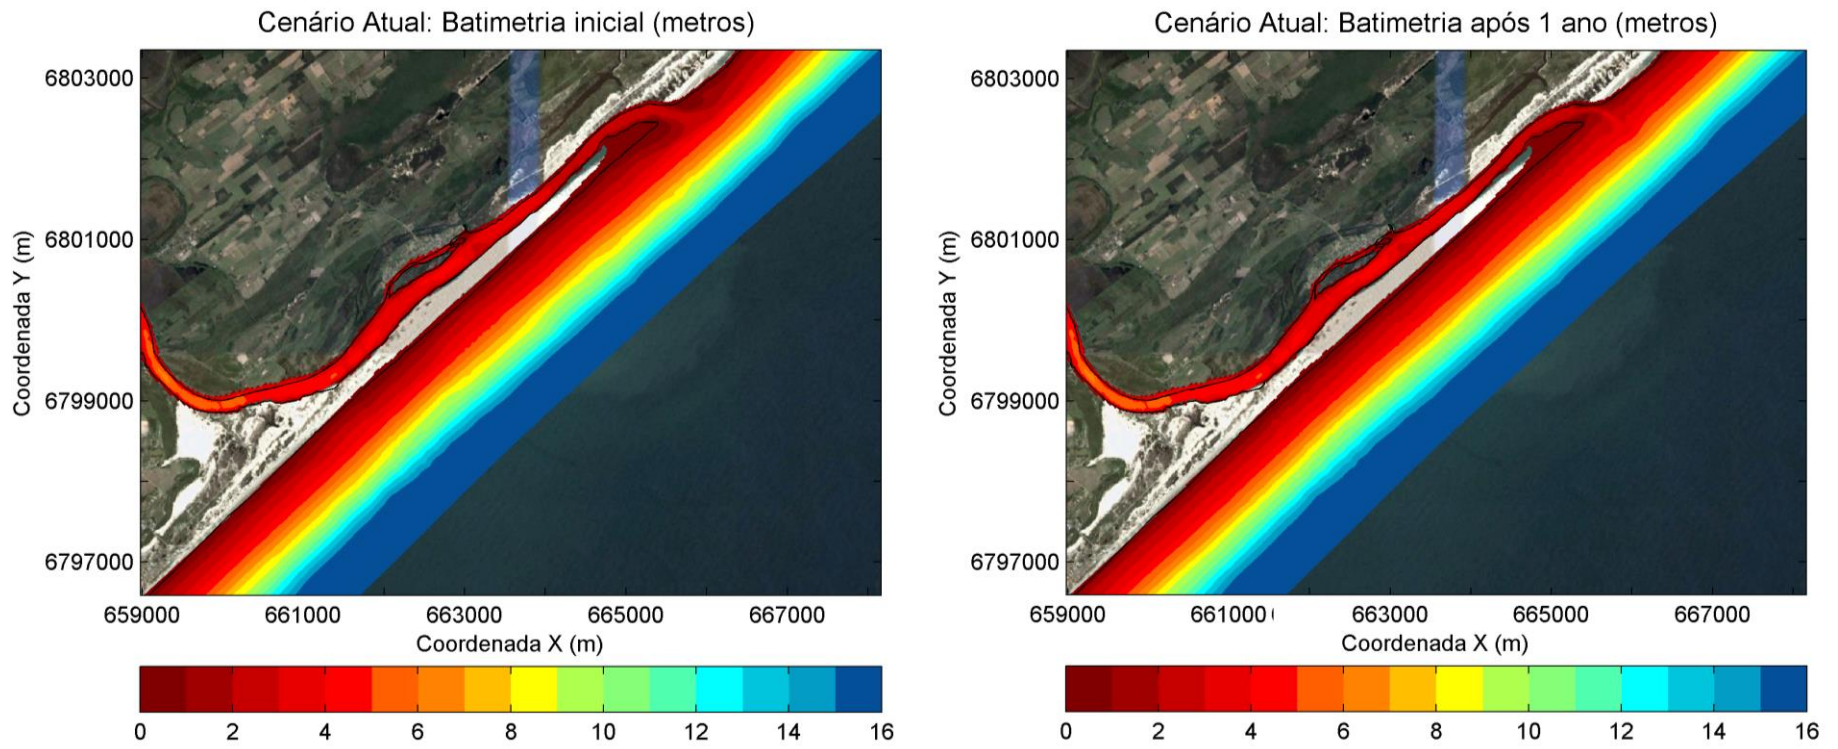 Cenário Atual: Batimetria inicial (metros)
6803000
6801000
6799000
6797000
Coordenada Y (m)
659000 661000 663000 665000 667000
Coordenada X (m)
0 2 4 6 8 10 12 14 16
Cenário Atual: Batimetria após 1 ano (metros)
6803000
6801000
6799000
6797000
Coordenada Y (m)
659000 661000 663000 665000 667000
Coordenada X (m)
0 2 4 6 8 10 12 14 16